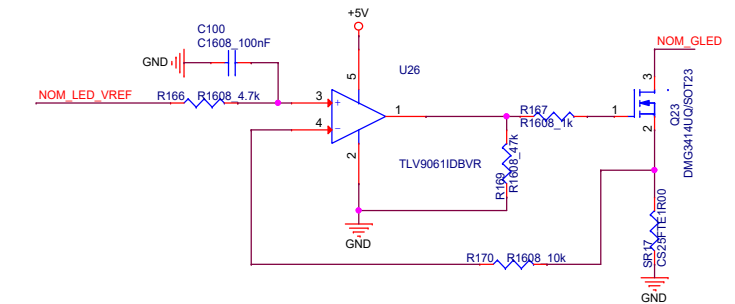 +5V
C100
C1608_100nF
GND
NOM_GLED
U26
NOM_LED_VREF
R166
R1608_4.7k
3
+
4
−
5
2
1
TLV9061IDBVR
R167
R1608_1k
1
3
2
Q23
DMG3414UQ/SOT23
R169
R1608_47k
GND
R170
R1608_10k
SR17
CS25FTE1R00
GND